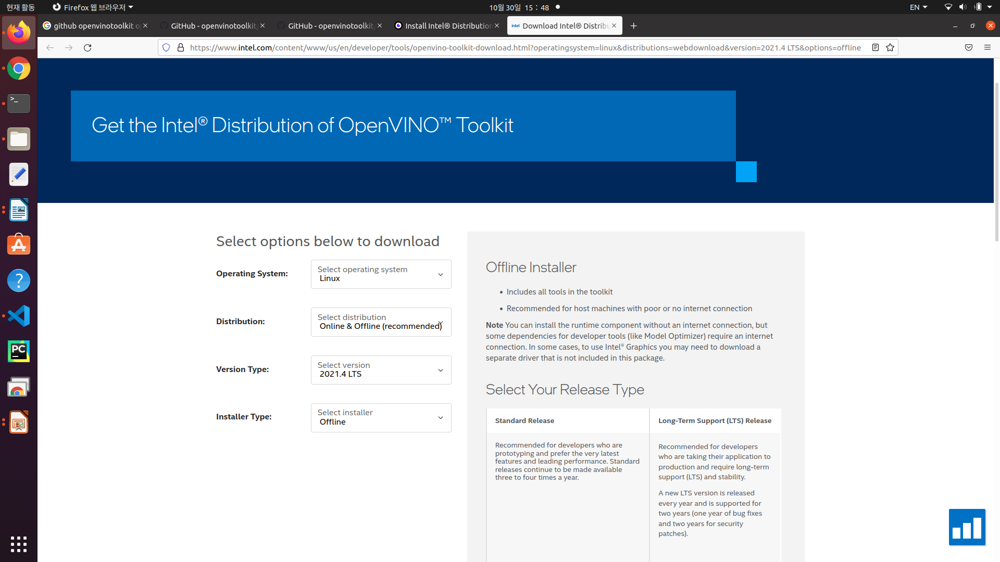 현재 활동
Firefox 웹 브라우저
10월 30일 15 : 48
EN
github openvinotoolkit o
GitHub - openvinotoolkit/
GitHub - openvinotoolkit/
Install Intel® Distribution
intel
Download Intel® Distribu
https://www.intel.com/content/www/us/en/developer/tools/openvino-toolkit-download.html?operatingsystem=linux&distributions=webdownload&version=2021.4 LTS&options=offline
Get the Intel® Distribution of OpenVINO™ Toolkit
Select options below to download
Operating System:
Select operating system
Linux
Distribution:
Select distribution
Online & Offline (recommended)
Version Type:
Select version
2021.4 LTS
Installer Type:
Select installer
Offline
Offline Installer
• Includes all tools in the toolkit
• Recommended for host machines with poor or no internet connection
Note You can install the runtime component without an internet connection, but
some dependencies for developer tools (like Model Optimizer) require an internet
connection. In some cases, to use Intel® Graphics you may need to download a
separate driver that is not included in this package.
Select Your Release Type
Standard Release
Recommended for developers who are
prototyping and prefer the very latest
features and leading performance. Standard
releases continue to be made available
three to four times a year.
Long-Term Support (LTS) Release
Recommended for developers
who are taking their application to
production and require long-term
support (LTS) and stability.
A new LTS version is released
every year and is supported for
two years (one year of bug fixes
and two years for security
patches).
>_
?
PC